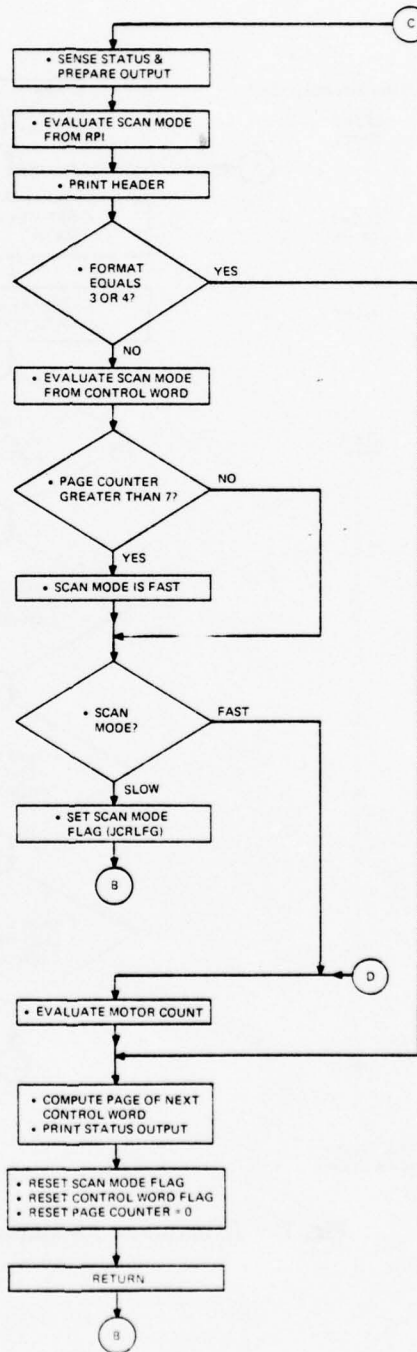 C
• SENSE STATUS &
PREPARE OUTPUT
• EVALUATE SCAN MODE
FROM RPI
• PRINT HEADER
• FORMAT
EQUALS
3 OR 4?
YES
NO
• EVALUATE SCAN MODE
FROM CONTROL WORD
• PAGE COUNTER
GREATER THAN 7?
NO
YES
• SCAN MODE IS FAST
• SCAN
MODE?
FAST
SLOW
• SET SCAN MODE
FLAG (JCRLFG)
B
D
• EVALUATE MOTOR COUNT
• COMPUTE PAGE OF NEXT
CONTROL WORD
• PRINT STATUS OUTPUT
• RESET SCAN MODE FLAG
• RESET CONTROL WORD FLAG
• RESET PAGE COUNTER = 0
RETURN
B